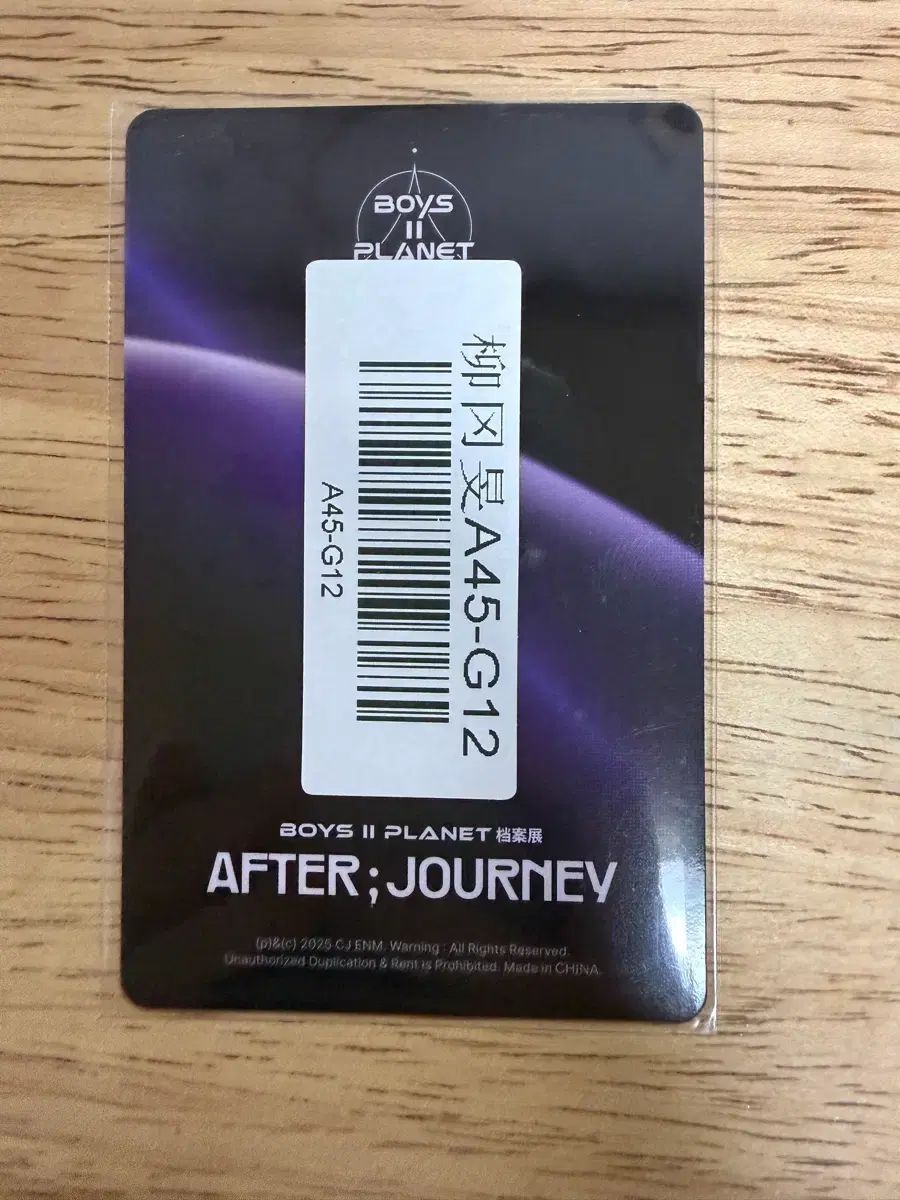 BOYS
II
PLANET
柳冈旻A45-G12
A45-G12
BOYS II PLANET 档案展
AFTER ; JOURNEY
(p)&(c) 2025 CJ ENM. Warning : All Rights Reserved.
Unauthorized Duplication & Rent is Prohibited. Made in CHINA.